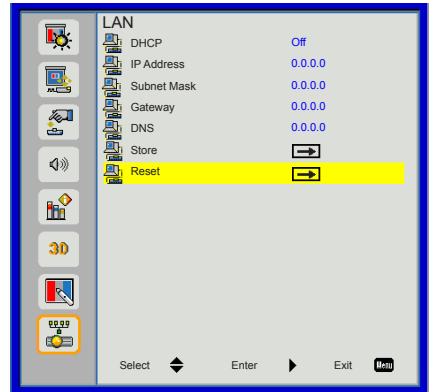 LAN
DHCP Off
IP Address 0.0.0.0
Subnet Mask 0.0.0.0
Gateway 0.0.0.0
DNS 0.0.0.0
Store
Reset
3D
Select Enter Exit Menu